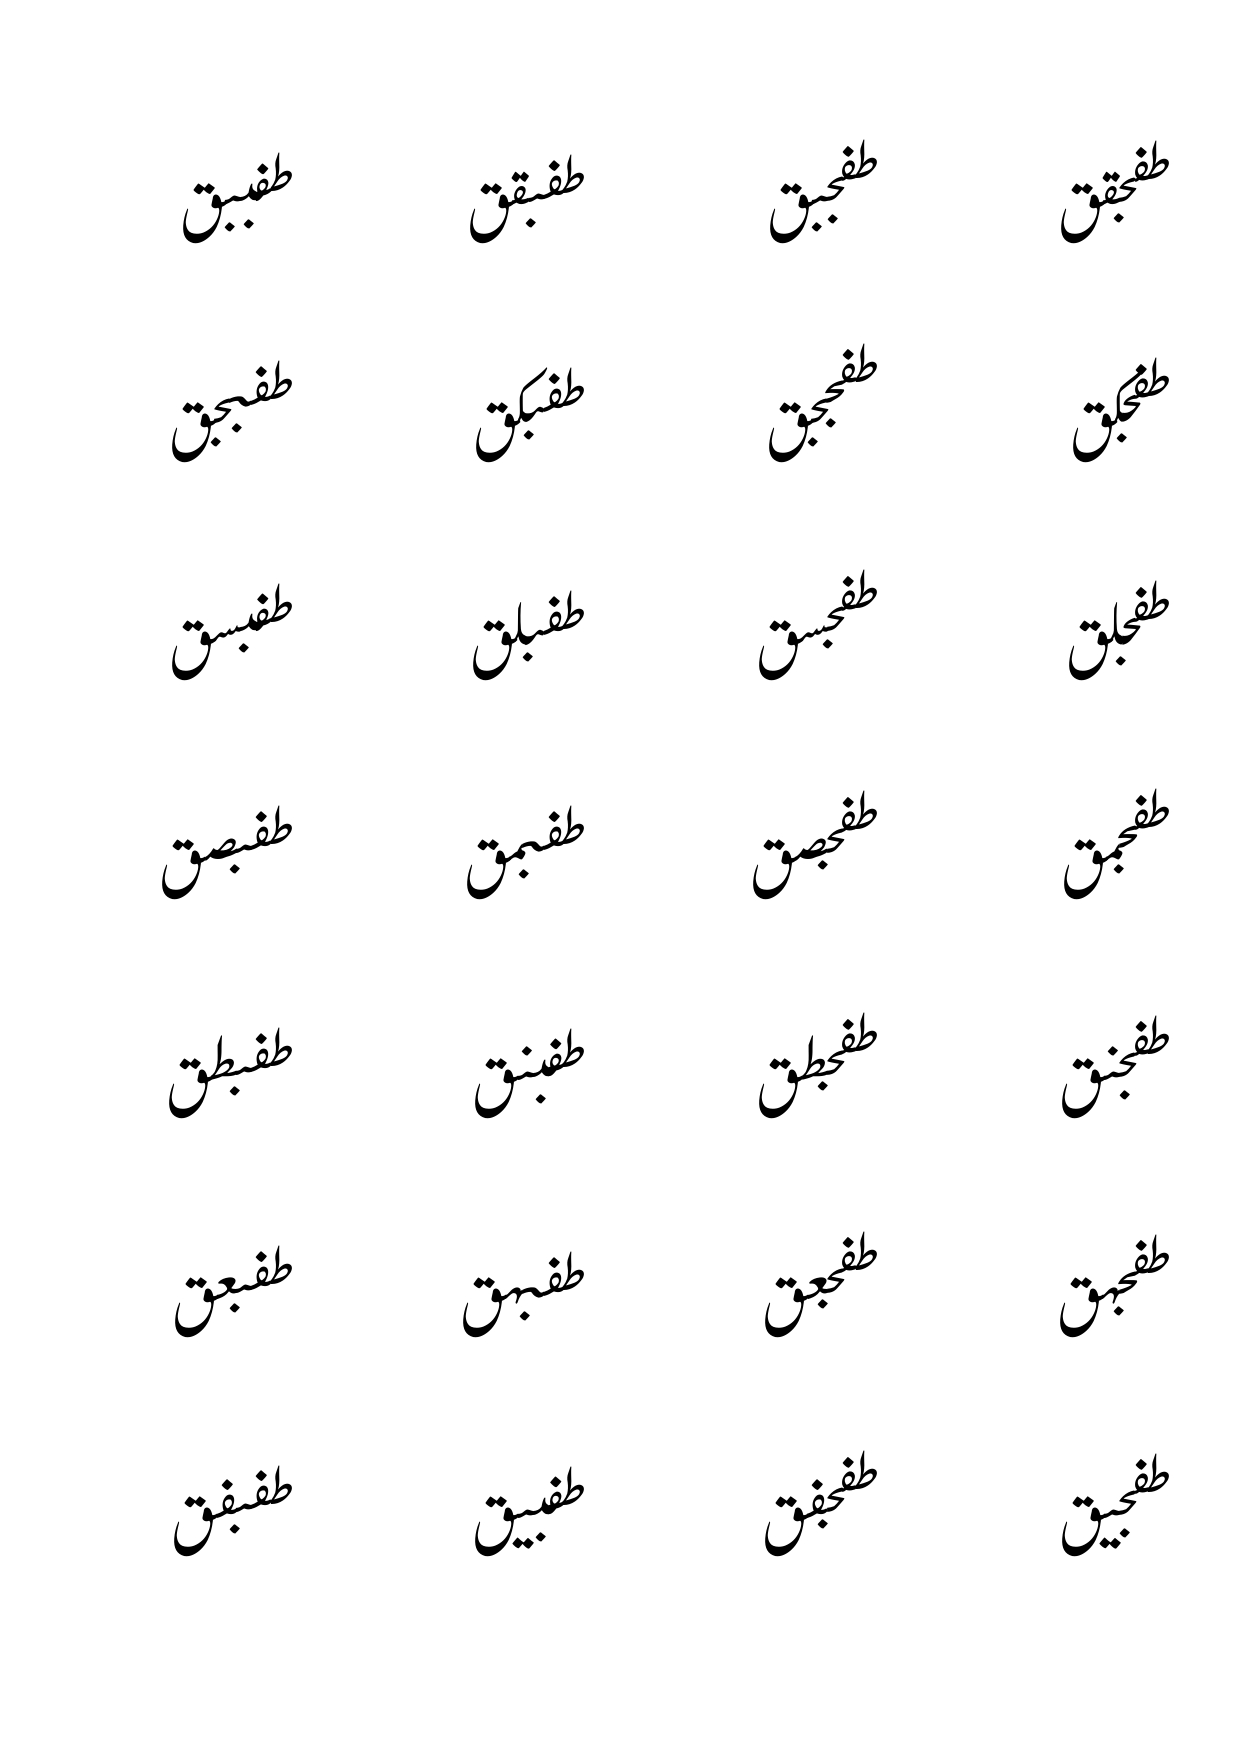 طفجقق طفجبق طفبقق طفببق
طفجكق طفججق طفبكق طفبجق
طفجلق طفجسق طفبلق طفبسق
طفجمق طفجصق طفبمق طفبصق
طفجنق طفجطق طفبنق طفبطق
طفجهق طفجعق طفبهق طفبعق
طفجيق طفجفق طفبيق طفبفق